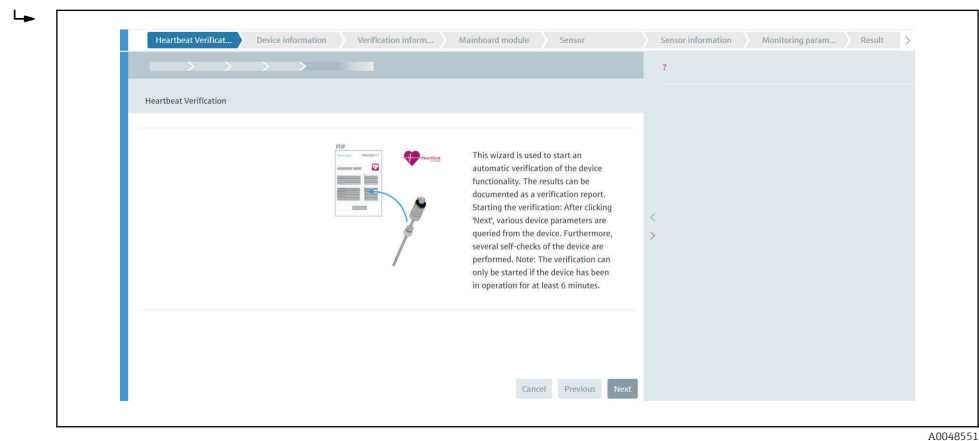 Heartbeat Verificat...
Device information
Verification inform...
Mainboard module
Sensor
Sensor information
Monitoring param...
Result
?
Heartbeat Verification
PDF
Heartbeat
This wizard is used to start an
automatic verification of the device
functionality. The results can be
documented as a verification report.
Starting the verification: After clicking
'Next', various device parameters are
queried from the device. Furthermore,
several self-checks of the device are
performed. Note: The verification can
only be started if the device has been
in operation for at least 6 minutes.
Cancel
Previous
Next
A0048551